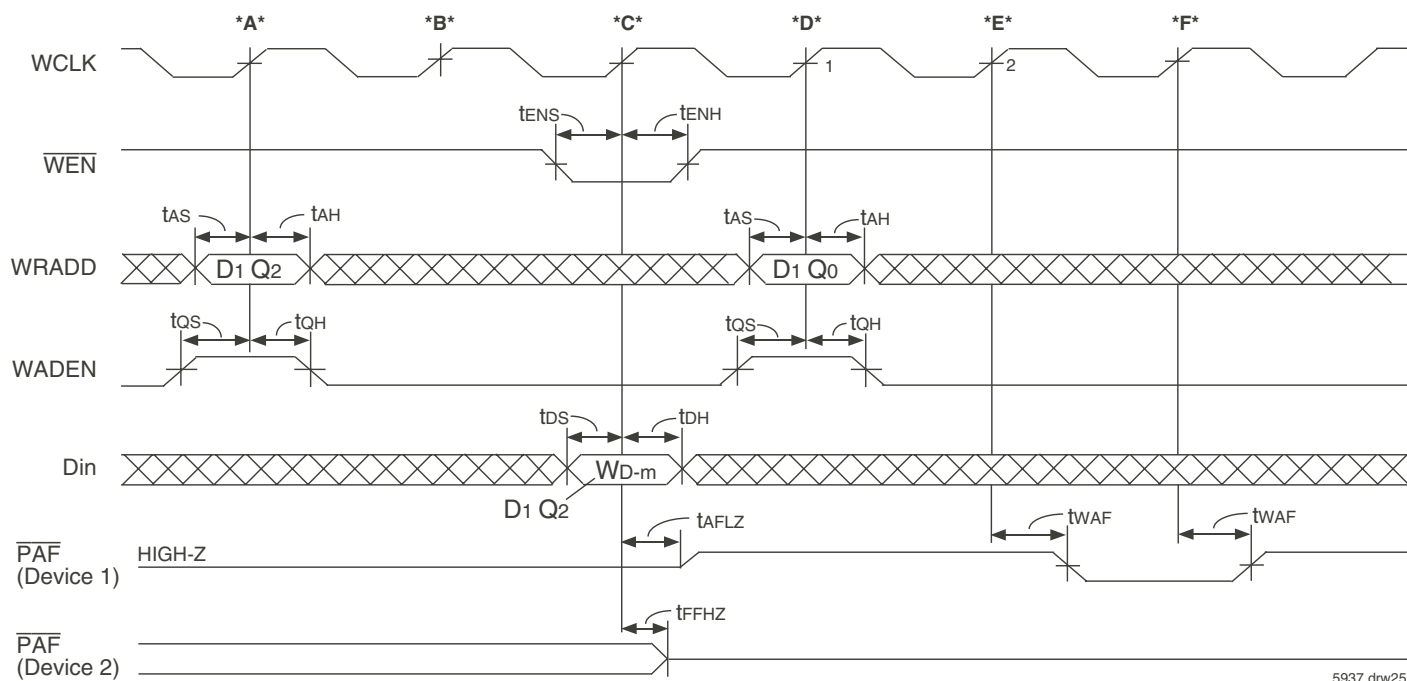 *A* *B* *C* *D* *E* *F*
WCLK 1 2
tENS tENH
WEN
tAS tAH tAS tAH
WRADD D1 Q2 D1 Q0
tQS tQH tQS tQH
WADEN
tDS tDH
Din WD-m
D1 Q2
tAFLZ tWAF tWAF
PAF HIGH-Z
(Device 1)
tFFHZ
PAF
(Device 2)
5937 drw25